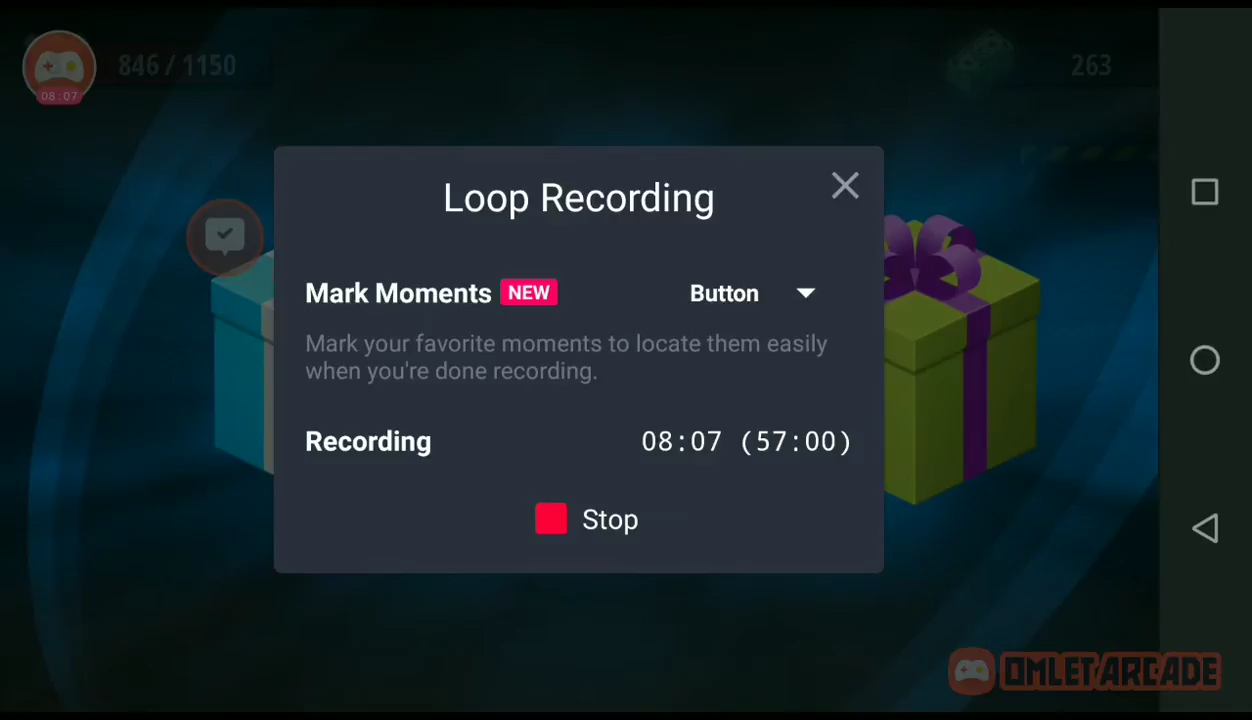 846 / 1150
263
08:07
Loop Recording
Mark Moments NEW
Button
Mark your favorite moments to locate them easily
when you're done recording.
Recording
08:07 (57:00)
Stop
OMLET ARCADE